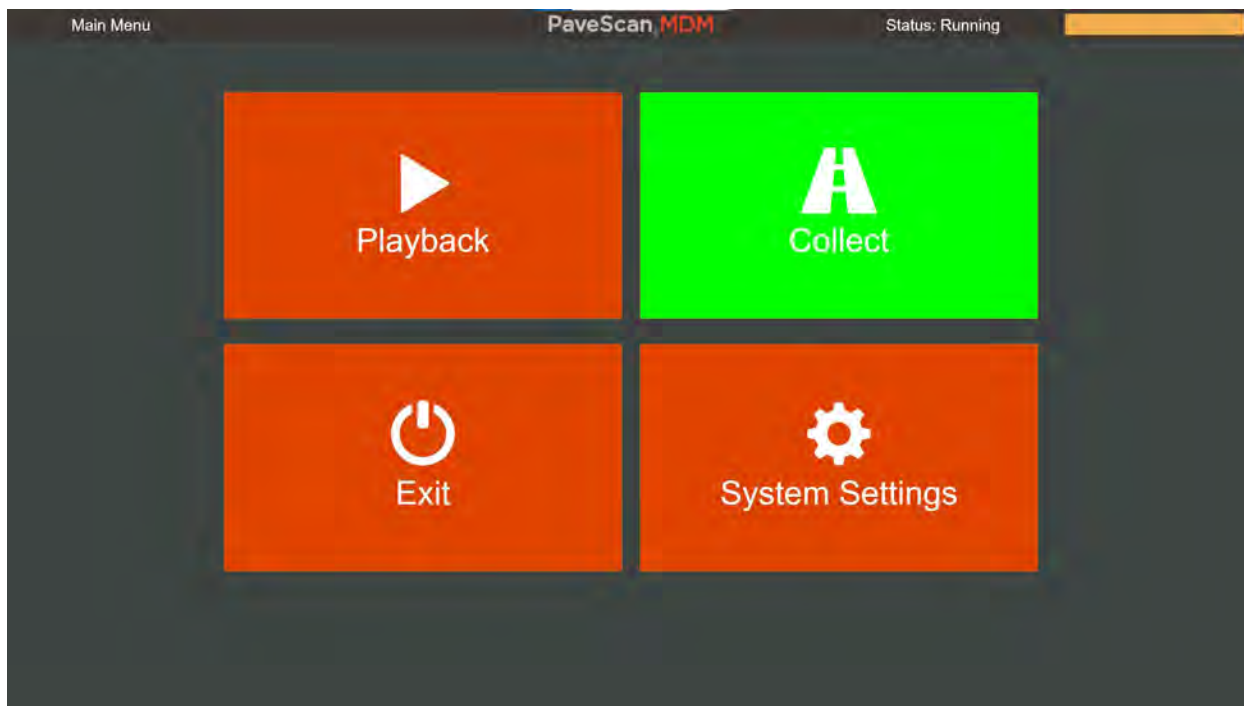 Main Menu
PaveScan MDM
Status: Running
Playback
Collect
Exit
System Settings